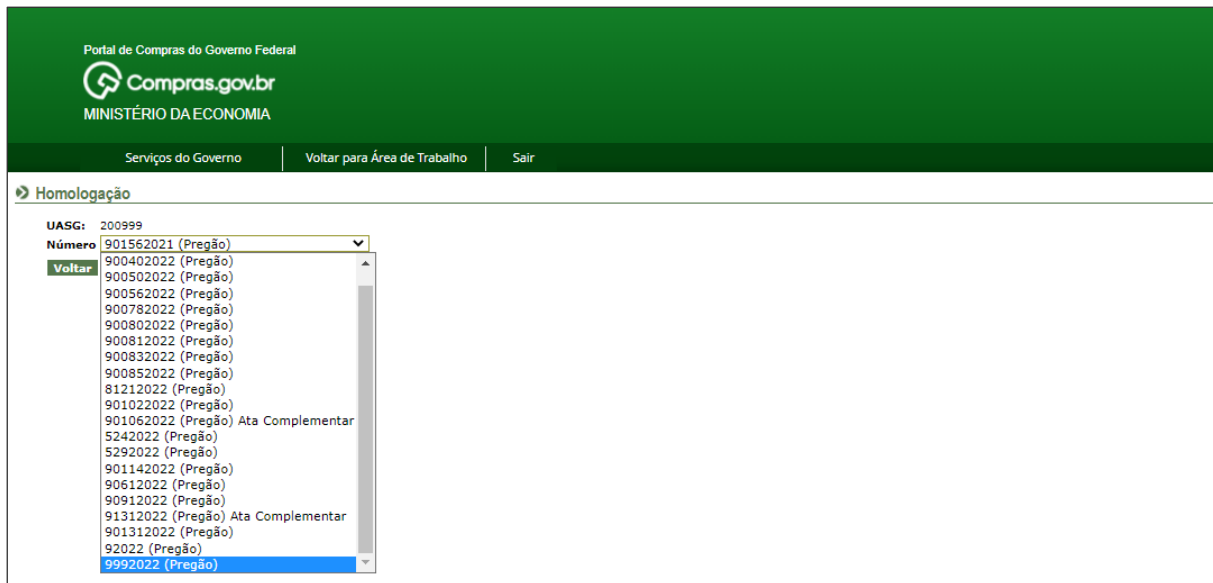 Portal de Compras do Governo Federal
Compras.gov.br
MINISTÉRIO DA ECONOMIA
Serviços do Governo Voltar para Área de Trabalho Sair
Homologação
UASG: 200999
Número 901562021 (Pregão)
Voltar
900402022 (Pregão)
900502022 (Pregão)
900562022 (Pregão)
900782022 (Pregão)
900802022 (Pregão)
900812022 (Pregão)
900832022 (Pregão)
900852022 (Pregão)
81212022 (Pregão)
901022022 (Pregão)
901062022 (Pregão) Ata Complementar
5242022 (Pregão)
5292022 (Pregão)
901142022 (Pregão)
90612022 (Pregão)
90912022 (Pregão)
91312022 (Pregão) Ata Complementar
901312022 (Pregão)
92022 (Pregão)
9992022 (Pregão)